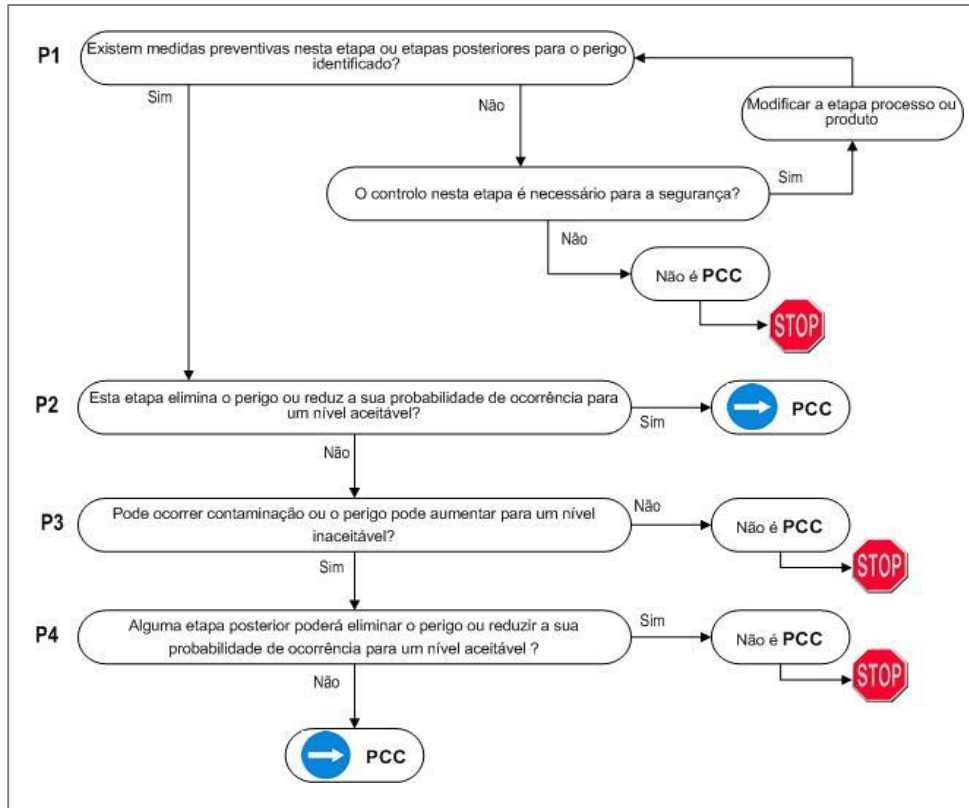 P1
Existem medidas preventivas nesta etapa ou etapas posteriores para o perigo
identificado?
Sim
Não
Modificar a etapa processo ou
produto
O controlo nesta etapa é necessário para a segurança?
Sim
Não
Não é PCC
STOP
P2
Esta etapa elimina o perigo ou reduz a sua probabilidade de ocorrência para
um nível aceitável?
Sim
PCC
Não
P3
Pode ocorrer contaminação ou o perigo pode aumentar para um nível
inaceitável?
Não
Não é PCC
STOP
Sim
P4
Alguma etapa posterior poderá eliminar o perigo ou reduzir a sua
probabilidade de ocorrência para um nível aceitável ?
Sim
Não é PCC
STOP
Não
PCC